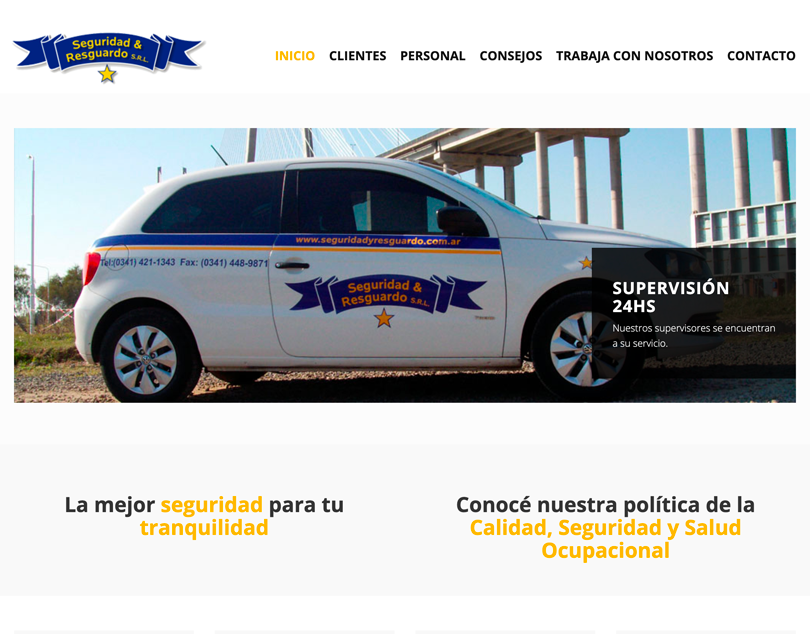 Seguridad &
Resguardo S.R.L.
INICIO CLIENTES PERSONAL CONSEJOS TRABAJA CON NOSOTROS CONTACTO
www.seguridadyresguardo.com.ar
Tel:(0341) 421-1343 Fax: (0341) 448-9871
Seguridad &
Resguardo S.R.L.
SUPERVISIÓN
24HS
Nuestros supervisores se encuentran
a su servicio.
La mejor seguridad para tu
tranquilidad
Conocé nuestra política de la
Calidad, Seguridad y Salud
Ocupacional